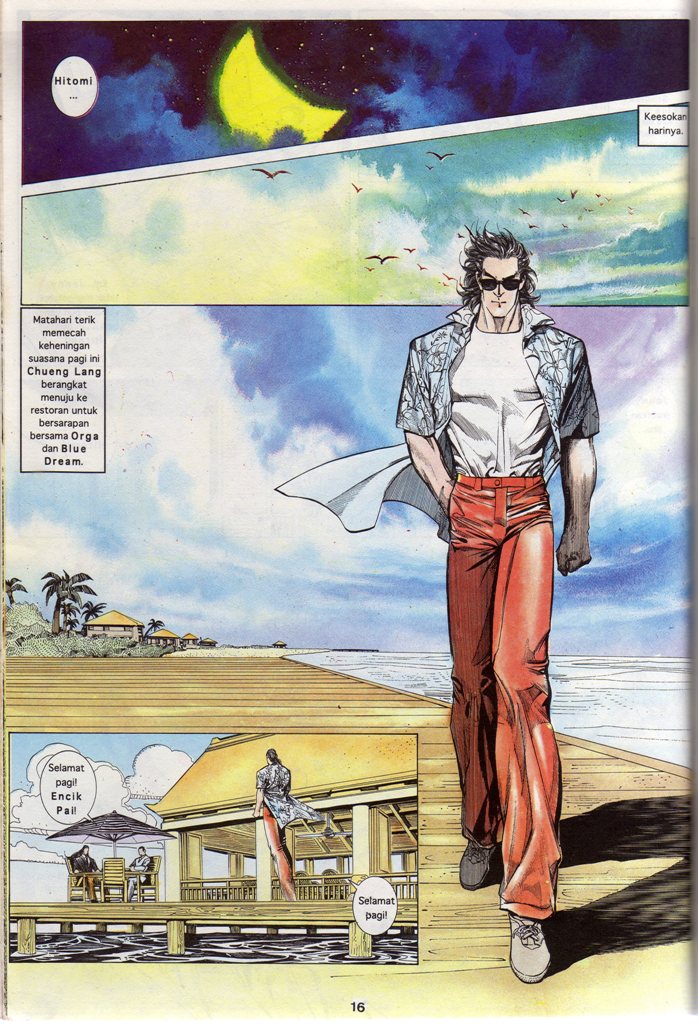 Hitomi
...
Keesokan
harinya.
Matahari terik
memecah
keheningan
suasana pagi ini
Chueng Lang
berangkat
menuju ke
restoran untuk
bersarapan
bersama Orga
dan Blue
Dream.
Selamat
pagi!
Encik
Pai!
Selamat
pagi!
16